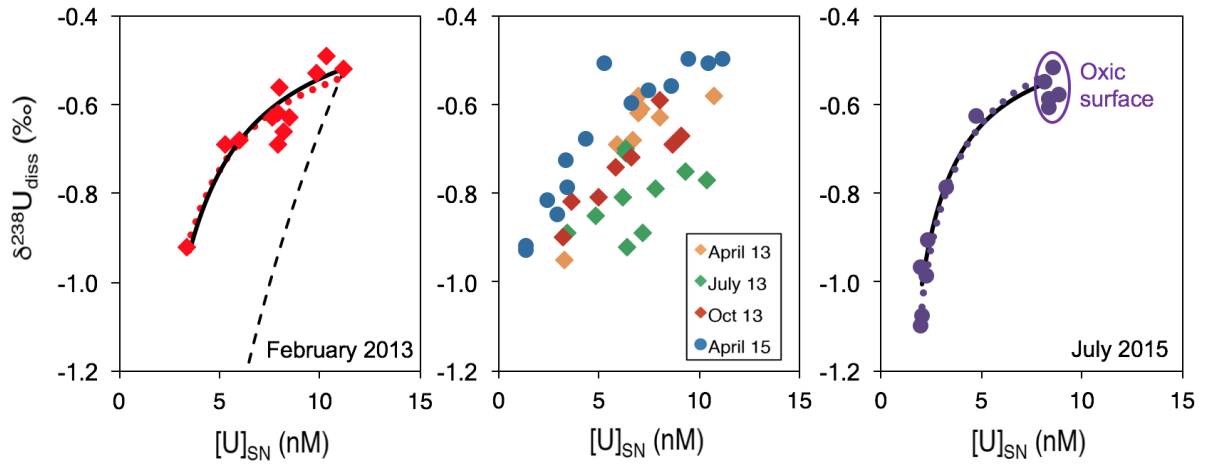 δ238Udiss (‰)
-0.4
-0.6
-0.8
-1.0
-1.2
0
5
10
15
[U]SN (nM)
February 2013
-0.4
-0.6
-0.8
-1.0
-1.2
0
5
10
15
[U]SN (nM)
April 13
July 13
Oct 13
April 15
-0.4
-0.6
-0.8
-1.0
-1.2
0
5
10
15
[U]SN (nM)
Oxic
surface
July 2015